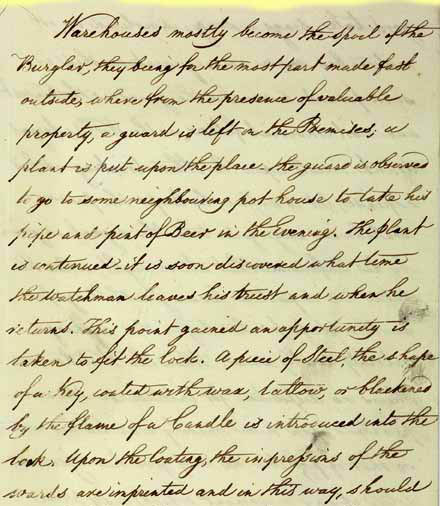 Warehouses mostly become the spoil of the
Burglar, they being for the most part made fast
outside, where from the presence of valuable
property, a guard is left in the Premises; a
plant is put upon the place - the guard is observed
to go to some neighbouring pot house to take his
pipe and pint of Beer in the Evening. The plant
is continued - it is soon discovered what time
the Watchman leaves his trust and when he
returns. This point gained an opportunity is
taken to fit the lock. A piece of Steel, the shape
of a Key, coated with wax, tallow, or blackened
by the flame of a Candle is introduced into the
lock. Upon the coating, the impressions of the
wards are imprinted and in this way, should